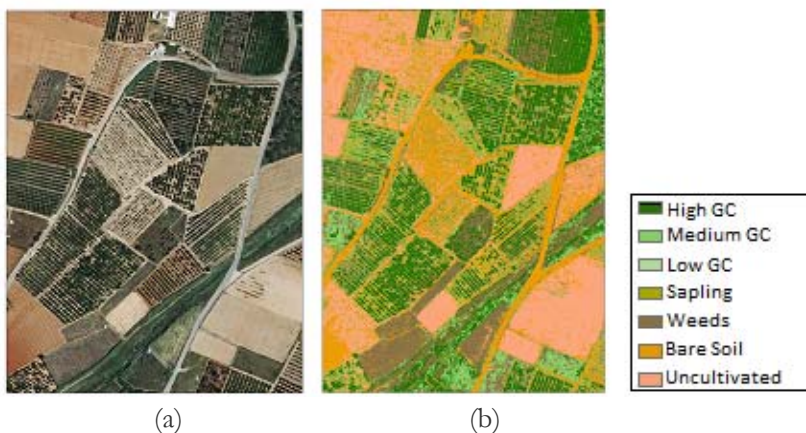 High GC
Medium GC
Low GC
Sapling
Weeds
Bare Soil
Uncultivated
(a)
(b)